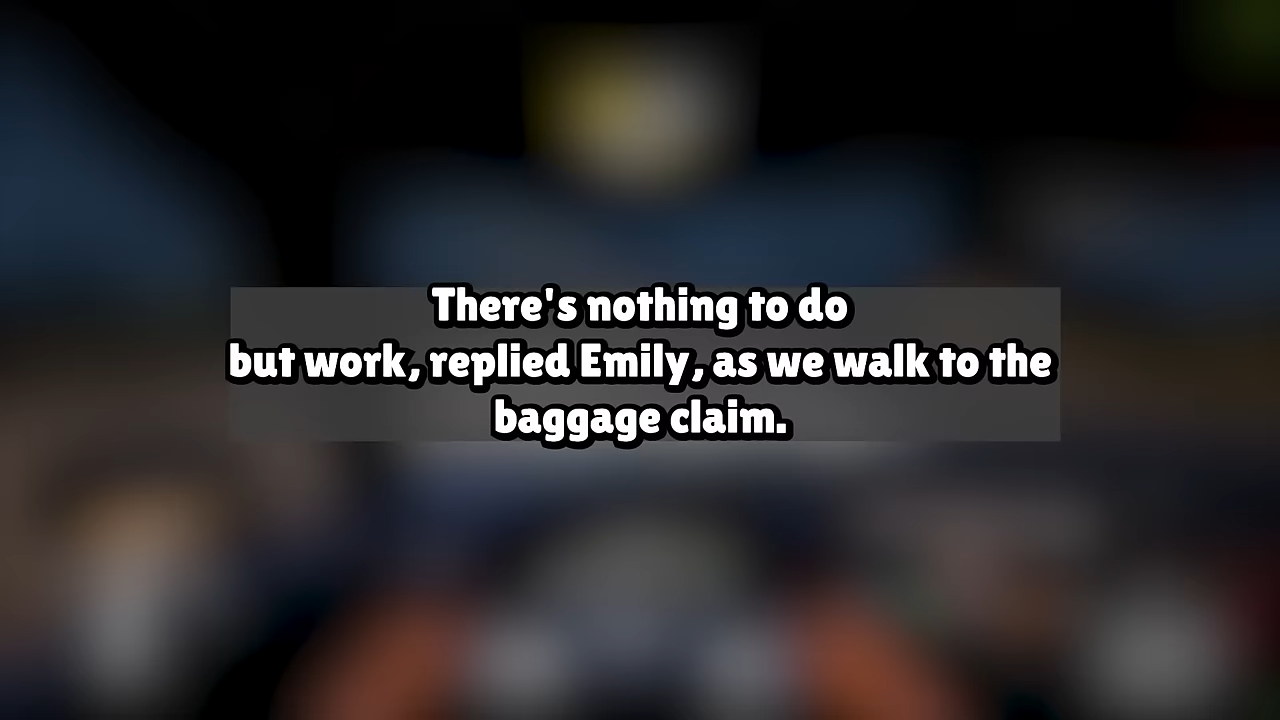 There's nothing to do
but work, replied Emily, as we walk to the
baggage claim.